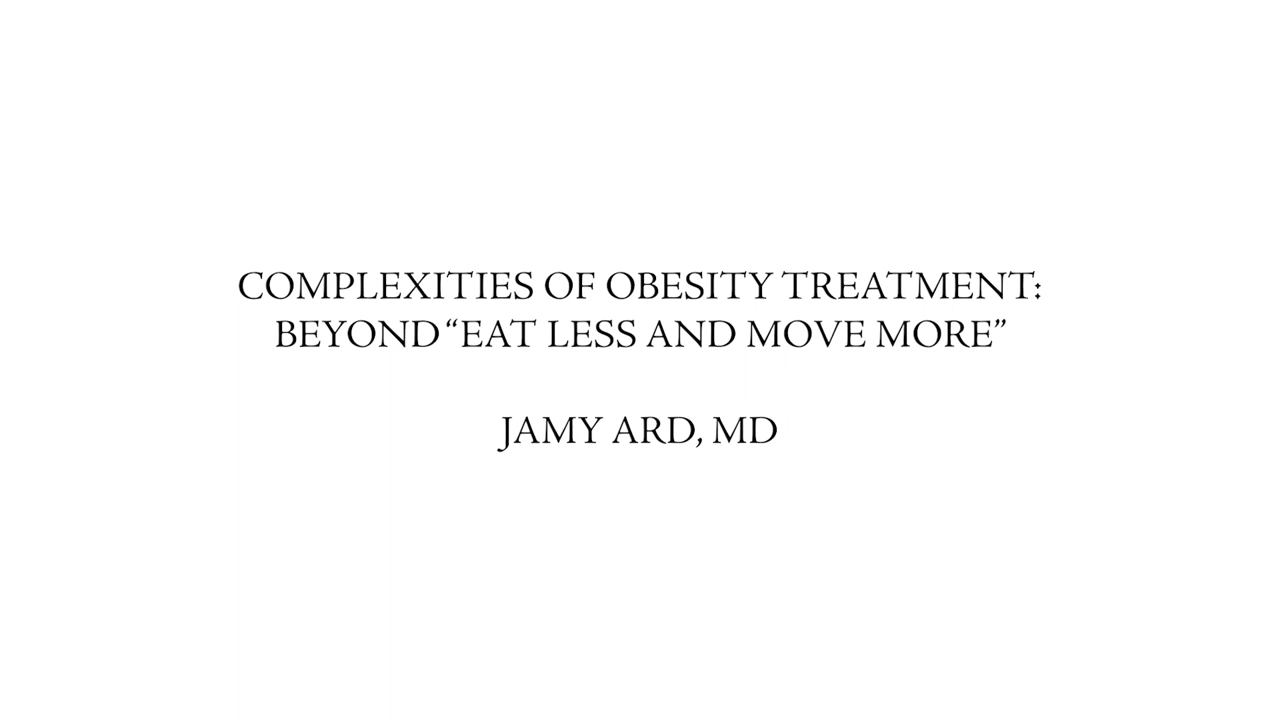 COMPLEXITIES OF OBESITY TREATMENT:
BEYOND “EAT LESS AND MOVE MORE”
JAMY ARD, MD